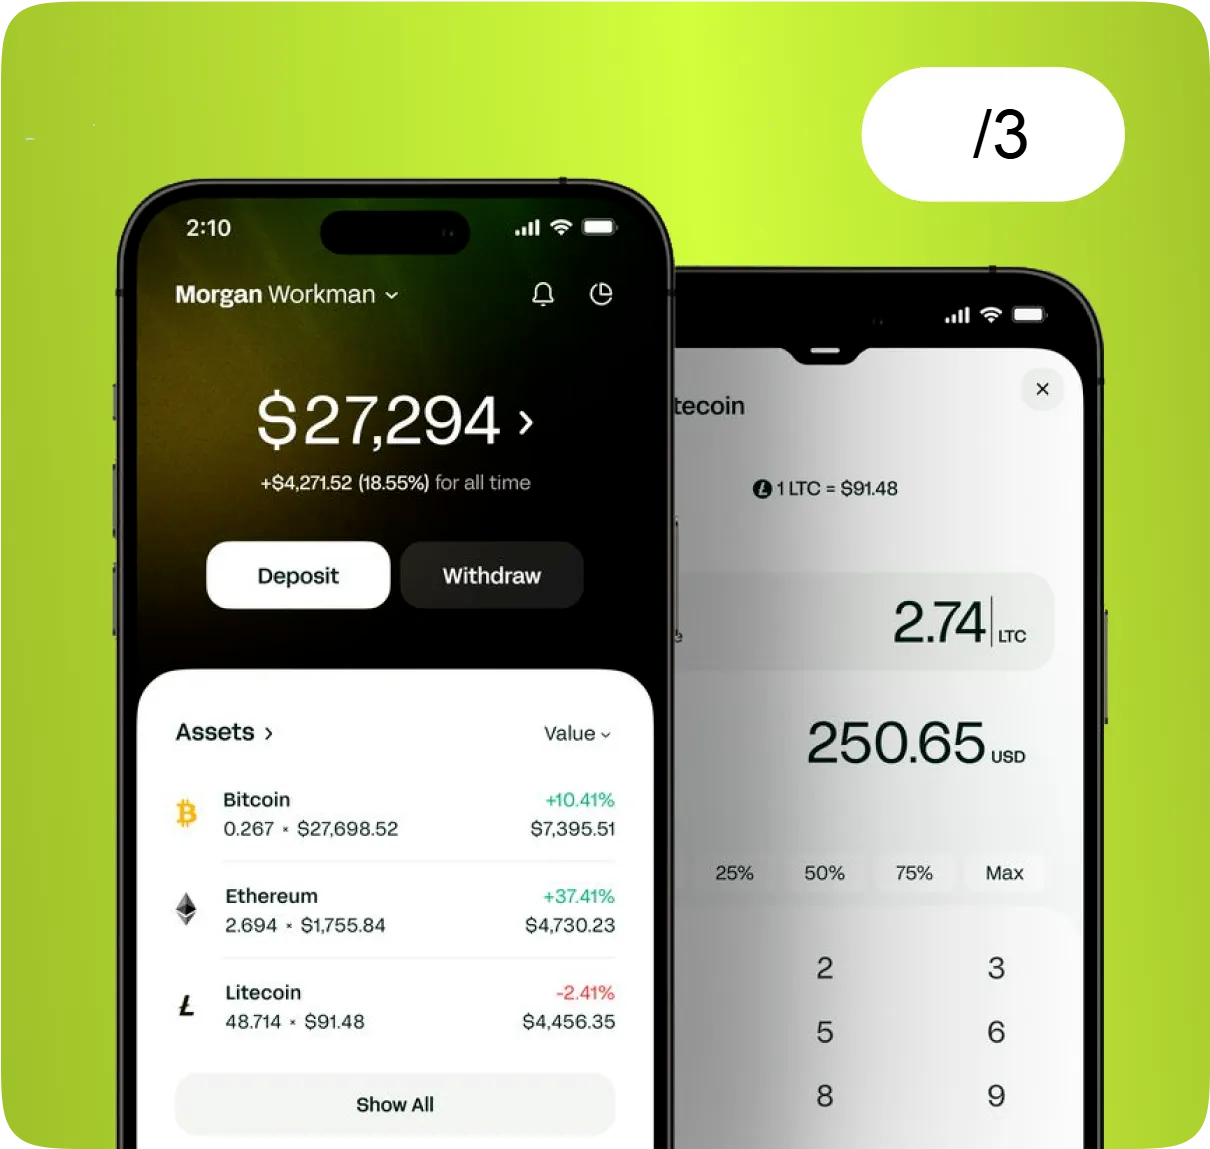 /3
2:10
Morgan Workman
$27,294
+$4,271.52 (18.55%) for all time
Deposit
Withdraw
Assets
Value
Bitcoin
+10.41%
0.267 × $27,698.52
$7,395.51
Ethereum
+37.41%
2.694 × $1,755.84
$4,730.23
Litecoin
-2.41%
48.714 × $91.48
$4,456.35
Show All
tecoin
1 LTC = $91.48
e
2.74 LTC
250.65 USD
25%
50%
75%
Max
2
3
5
6
8
9